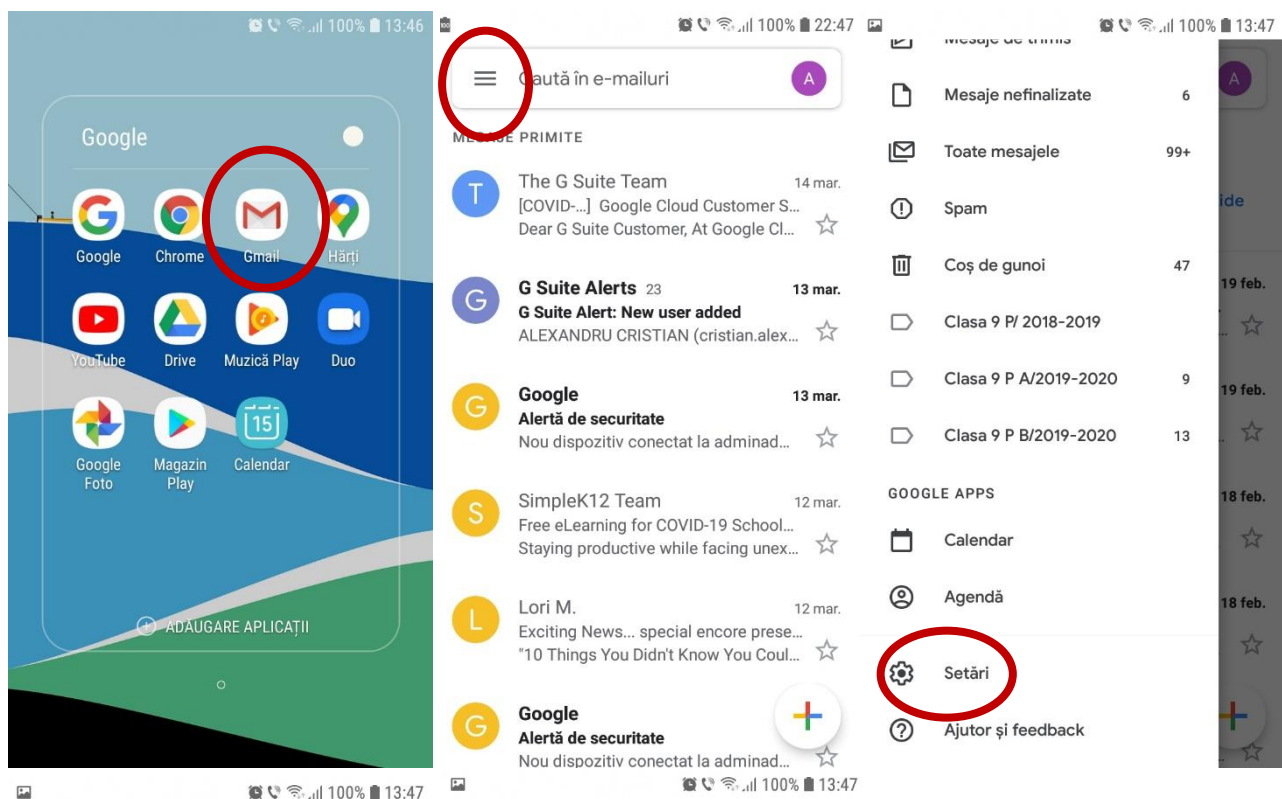 100% 13:46
Google
Google Chrome Gmail Hărți
YouTube Drive Muzică Play Duo
15
Google Foto
Magazin Play
Calendar
ADĂUGARE APLICAȚII
100% 22:47
Caută în e-mailuri
A
MESAJE PRIMITE
T
The G Suite Team 14 mar.
[COVID-...] Google Cloud Customer S...
Dear G Suite Customer, At Google Cl...
G
G Suite Alerts 23 13 mar.
G Suite Alert: New user added
ALEXANDRU CRISTIAN (cristian.alex...
G
Google 13 mar.
Alertă de securitate
Nou dispozitiv conectat la adminad...
S
SimpleK12 Team 12 mar.
Free eLearning for COVID-19 School...
Staying productive while facing unex...
L
Lori M. 12 mar.
Exciting News... special encore prese...
"10 Things You Didn't Know You Coul...
G
Google
Alertă de securitate
Nou dispozitiv conectat la adminad...
100% 13:47
Mesaje de trimis
A
Mesaje nefinalizate 6
Toate mesajele 99+
ide
Spam
Coș de gunoi 47
19 feb.
Clasa 9 P/ 2018-2019
Clasa 9 P A/2019-2020 9
19 feb.
Clasa 9 P B/2019-2020 13
GOOGLE APPS
18 feb.
Calendar
Agendă
18 feb.
Setări
Ajutor și feedback
100% 13:47
100% 13:47